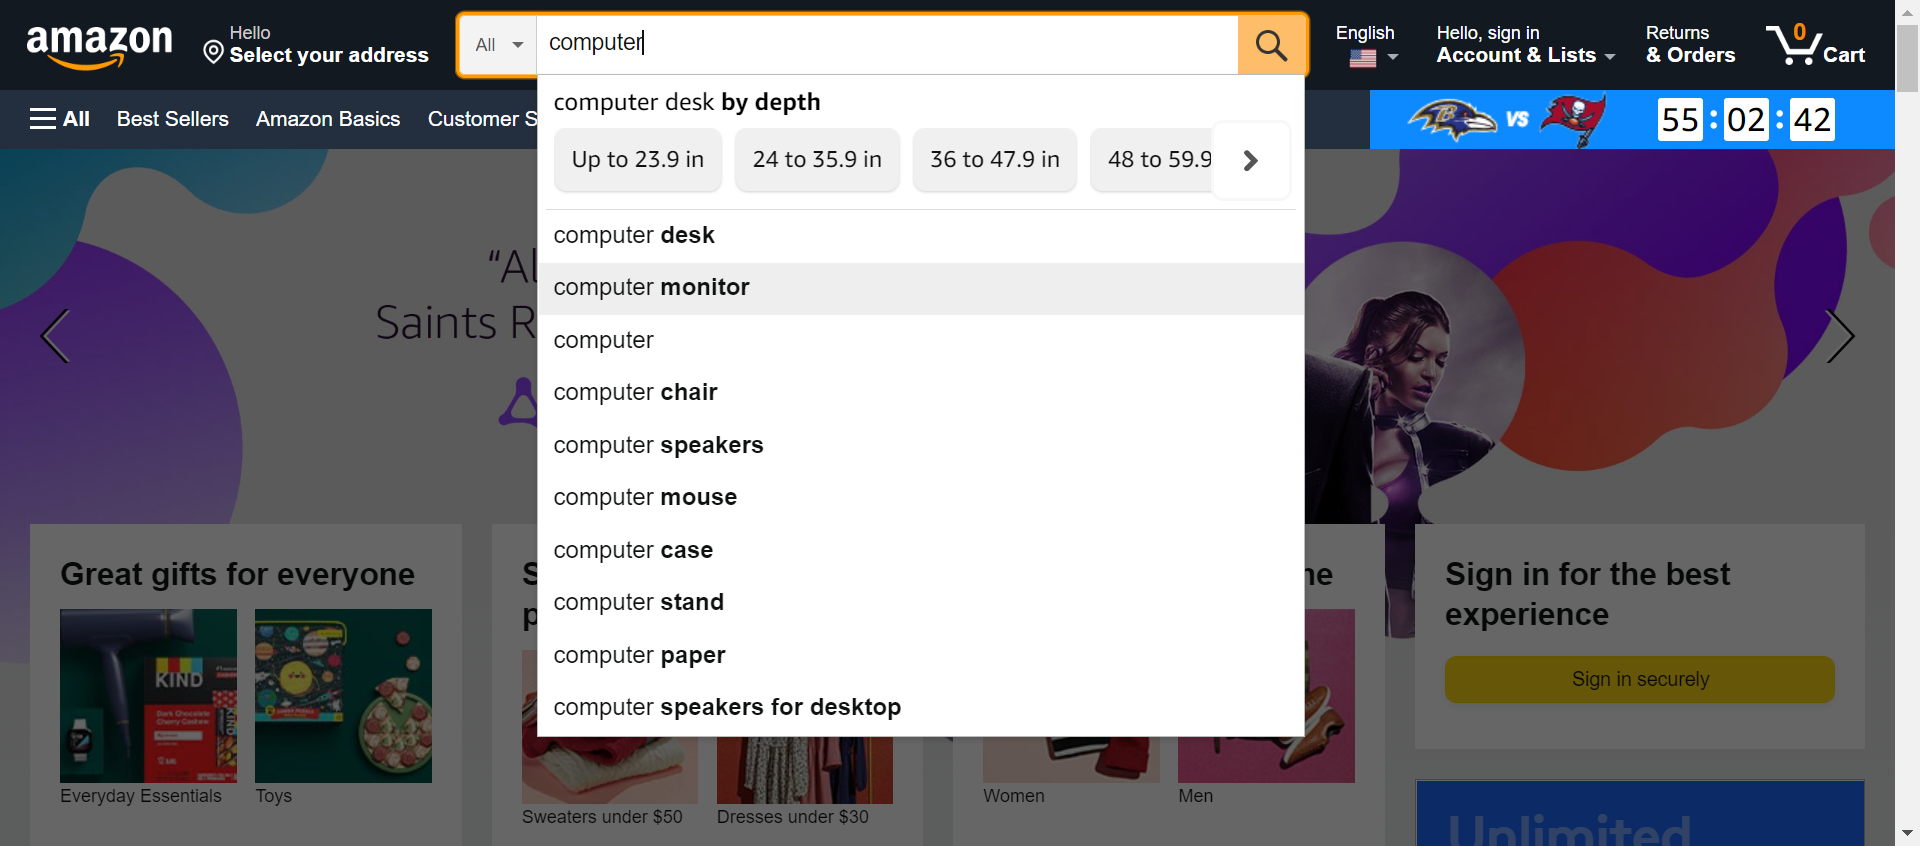 amazon
Hello
Select your address
All
computer
English
Hello, sign in
Account & Lists
Returns
& Orders
0
Cart
All
Best Sellers
Amazon Basics
Customer S
VS
55 : 02 : 42
computer desk by depth
Up to 23.9 in
24 to 35.9 in
36 to 47.9 in
48 to 59.9
computer desk
computer monitor
computer
computer chair
computer speakers
computer mouse
computer case
computer stand
computer paper
computer speakers for desktop
“Al
Saints R
Great gifts for everyone
KIND
Dark Chocolate
Cherry Cashew
Everyday Essentials
Toys
S
p
Sweaters under $50
Dresses under $30
ne
Women
Men
Sign in for the best
experience
Sign in securely
Unlimited